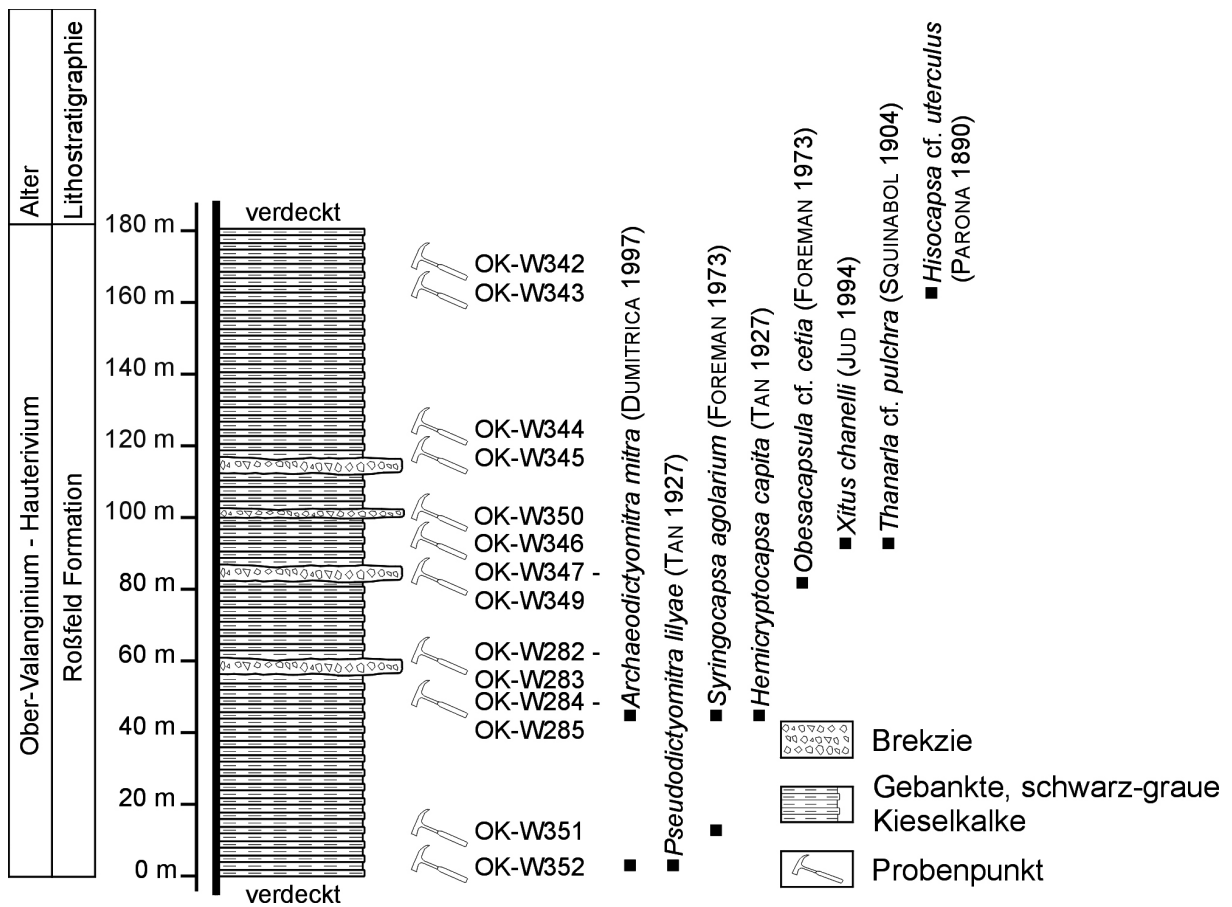 Alter
Lithostratigraphie
Ober-Valanginium - Hauterivium
Roßfeld Formation
verdeckt
180 m
160 m
140 m
120 m
100 m
80 m
60 m
40 m
20 m
0 m
verdeckt
OK-W342
OK-W343
OK-W344
OK-W345
OK-W350
OK-W346
OK-W347 -
OK-W349
OK-W282 -
OK-W283
OK-W284 -
OK-W285
OK-W351
OK-W352
Archaeodictyomitra mitra (DUMITRICA 1997)
Pseudodictyomitra lilyae (TAN 1927)
Syringocapsa agolarium (FOREMAN 1973)
Hemicryptocapsa capita (TAN 1927)
Obesacapsula cf. cetia (FOREMAN 1973)
Xitus chanelli (JUD 1994)
Thanarla cf. pulchra (SQUINABOL 1904)
Hisocapsa cf. uterculus
(PARONA 1890)
Brekzie
Gebankte, schwarz-graue
Kieselkalke
Probenpunkt